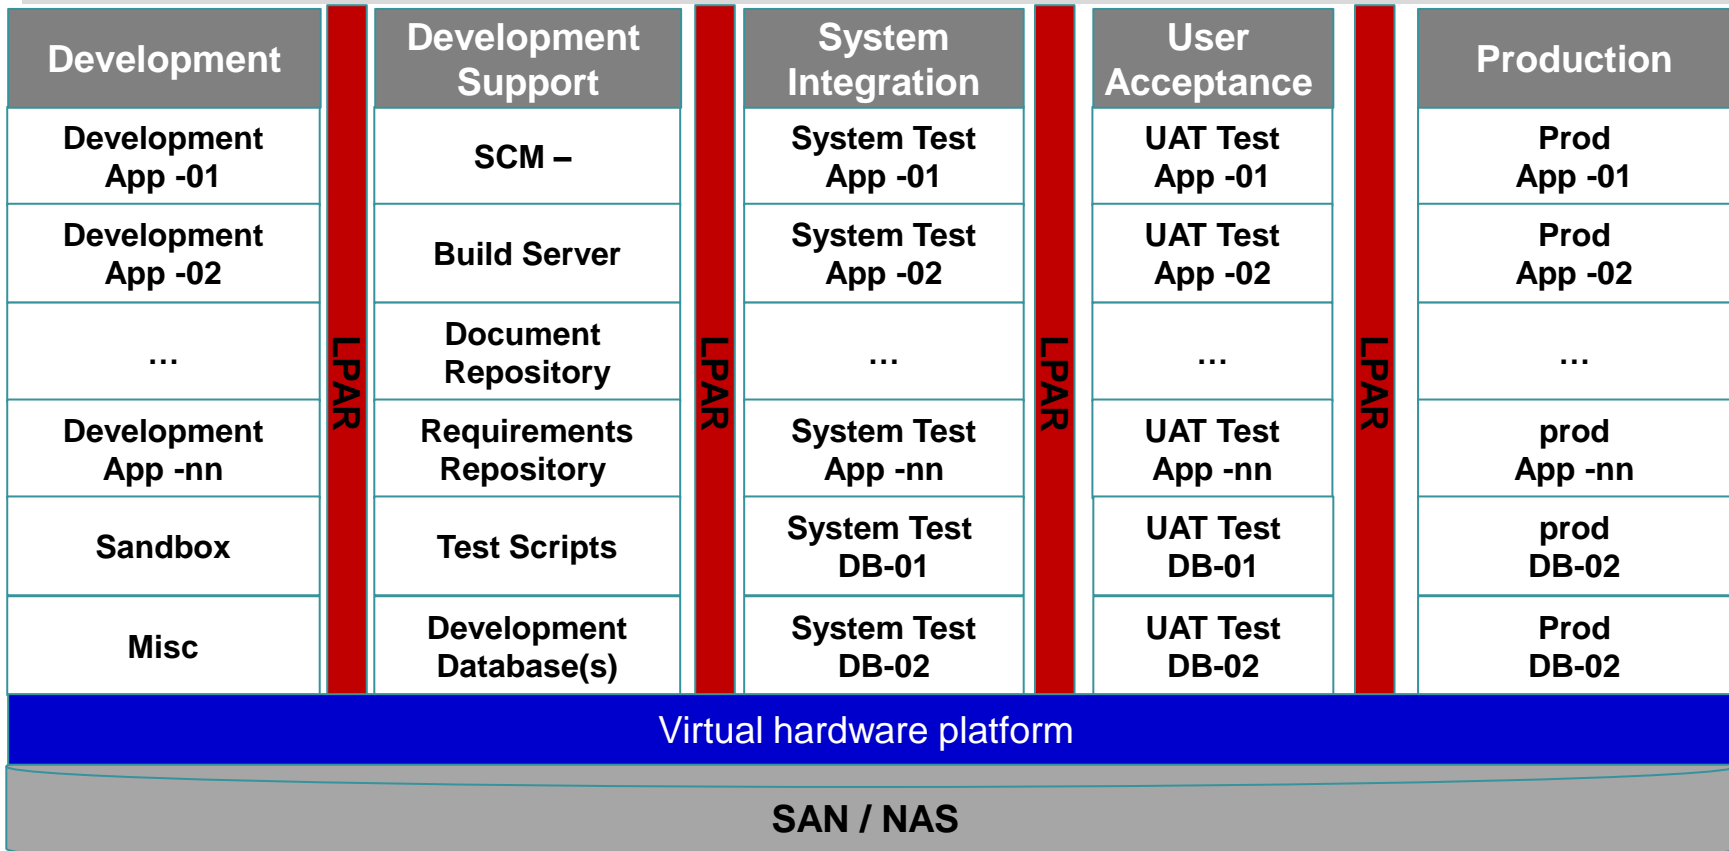 Development
Development
Support
System
Integration
User
Acceptance
Production
Development
App -01
SCM –
System Test
App -01
UAT Test
App -01
Prod
App -01
Development
App -02
Build Server
System Test
App -02
UAT Test
App -02
Prod
App -02
...
Document
Repository
...
...
...
Development
App -nn
Requirements
Repository
System Test
App -nn
UAT Test
App -nn
prod
App -nn
Sandbox
Test Scripts
System Test
DB-01
UAT Test
DB-01
prod
DB-02
Misc
Development
Database(s)
System Test
DB-02
UAT Test
DB-02
Prod
DB-02
LPAR
LPAR
LPAR
LPAR
Virtual hardware platform
SAN / NAS